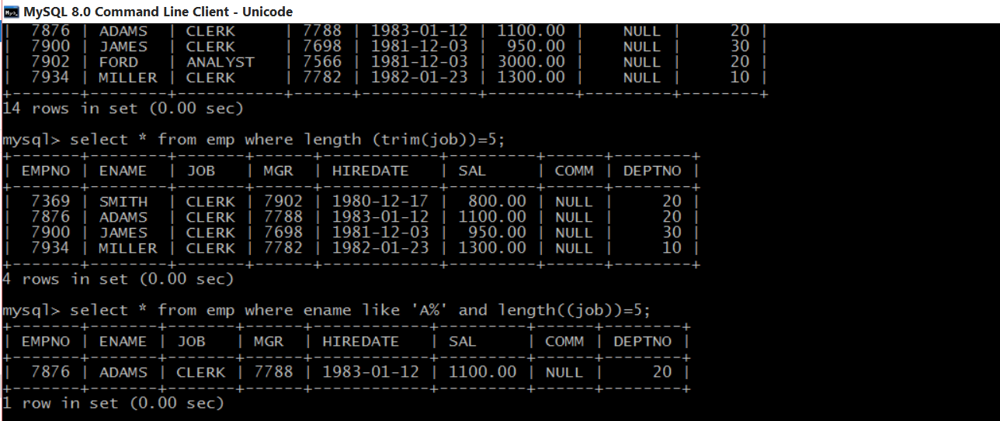 MySQL 8.0 Command Line Client - Unicode
| 7876 | ADAMS | CLERK | 7788 | 1983-01-12 | 1100.00 | NULL | 20 |
| 7900 | JAMES | CLERK | 7698 | 1981-12-03 | 950.00 | NULL | 30 |
| 7902 | FORD | ANALYST | 7566 | 1981-12-03 | 3000.00 | NULL | 20 |
| 7934 | MILLER | CLERK | 7782 | 1982-01-23 | 1300.00 | NULL | 10 |
+-------+--------+-----------+------+------------+---------+---------+--------+
14 rows in set (0.00 sec)
mysql> select * from emp where length (trim(job))=5;
+-------+--------+-------+------+------------+---------+------+--------+
| EMPNO | ENAME | JOB | MGR | HIREDATE | SAL | COMM | DEPTNO |
+-------+--------+-------+------+------------+---------+------+--------+
| 7369 | SMITH | CLERK | 7902 | 1980-12-17 | 800.00 | NULL | 20 |
| 7876 | ADAMS | CLERK | 7788 | 1983-01-12 | 1100.00 | NULL | 20 |
| 7900 | JAMES | CLERK | 7698 | 1981-12-03 | 950.00 | NULL | 30 |
| 7934 | MILLER | CLERK | 7782 | 1982-01-23 | 1300.00 | NULL | 10 |
+-------+--------+-------+------+------------+---------+------+--------+
4 rows in set (0.00 sec)
mysql> select * from emp where ename like 'A%' and length((job))=5;
+-------+-------+-------+------+------------+---------+------+--------+
| EMPNO | ENAME | JOB | MGR | HIREDATE | SAL | COMM | DEPTNO |
+-------+-------+-------+------+------------+---------+------+--------+
| 7876 | ADAMS | CLERK | 7788 | 1983-01-12 | 1100.00 | NULL | 20 |
+-------+-------+-------+------+------------+---------+------+--------+
1 row in set (0.00 sec)